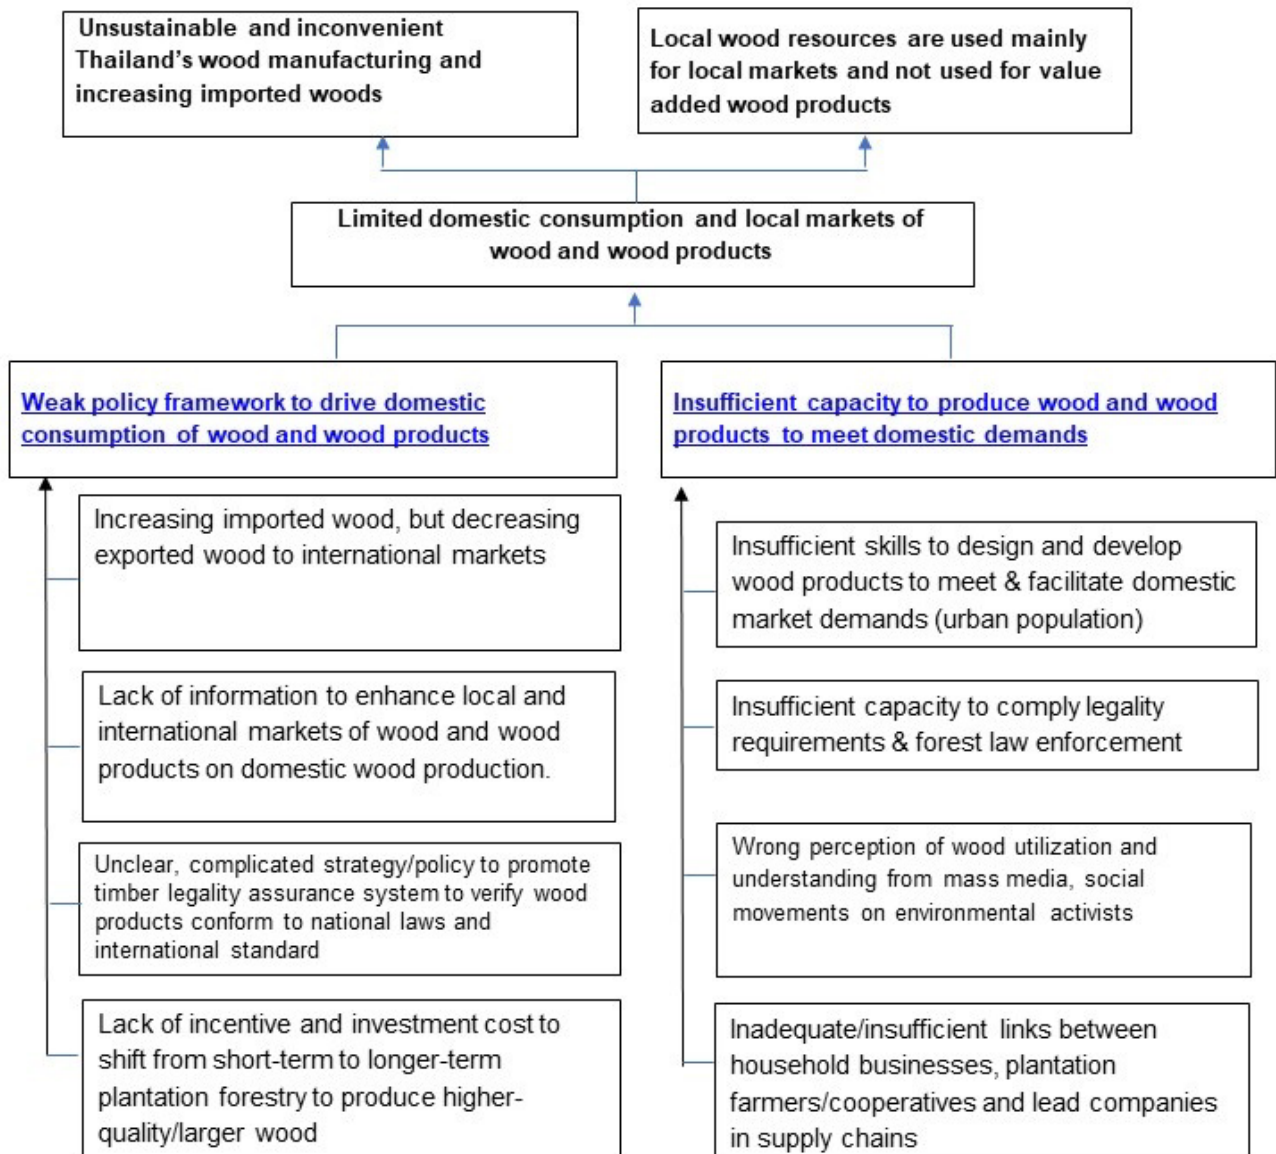 Unsustainable and inconvenient
Thailand's wood manufacturing and
increasing imported woods
Local wood resources are used mainly
for local markets and not used for value
added wood products
Limited domestic consumption and local markets of
wood and wood products
Weak policy framework to drive domestic
consumption of wood and wood products
Increasing imported wood, but decreasing
exported wood to international markets
Lack of information to enhance local and
international markets of wood and wood
products on domestic wood production.
Unclear, complicated strategy/policy to promote
timber legality assurance system to verify wood
products conform to national laws and
international standard
Lack of incentive and investment cost to
shift from short-term to longer-term
plantation forestry to produce higher-
quality/larger wood
Insufficient capacity to produce wood and wood
products to meet domestic demands
Insufficient skills to design and develop
wood products to meet & facilitate domestic
market demands (urban population)
Insufficient capacity to comply legality
requirements & forest law enforcement
Wrong perception of wood utilization and
understanding from mass media, social
movements on environmental activists
Inadequate/insufficient links between
household businesses, plantation
farmers/cooperatives and lead companies
in supply chains